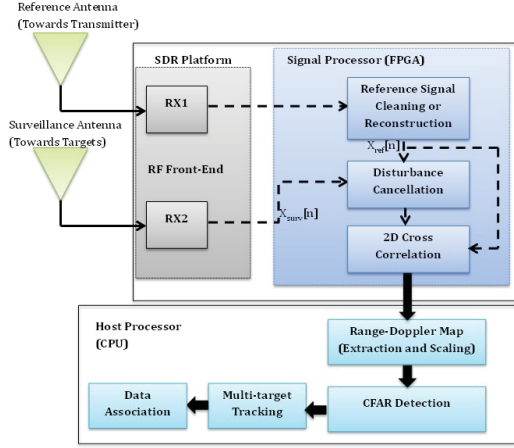 Reference Antenna
(Towards Transmitter)
SDR Platform
Signal Processor (FPGA)
RX1
Reference Signal
Cleaning or
Reconstruction
Surveillance Antenna
(Towards Targets)
X_ref[n]
RF Front-End
Disturbance
Cancellation
RX2
X_surv[n]
2D Cross
Correlation
Host Processor
(CPU)
Range-Doppler Map
(Extraction and Scaling)
Data
Association
Multi-target
Tracking
CFAR Detection